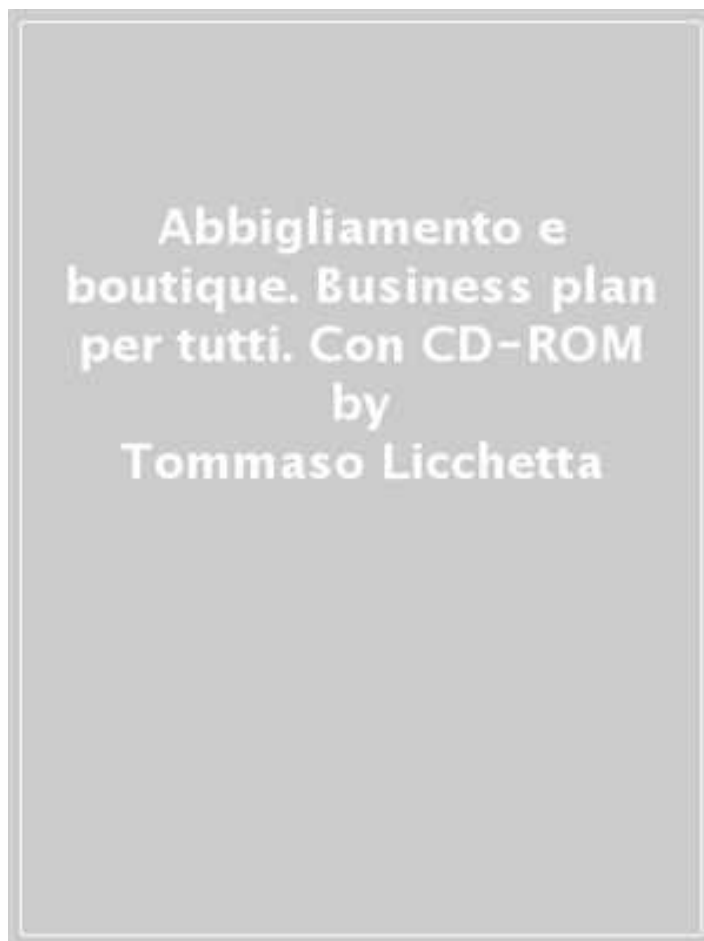 Abbigliamento e
boutique. Business plan
per tutti. Con CD-ROM
by
Tommaso Licchetta